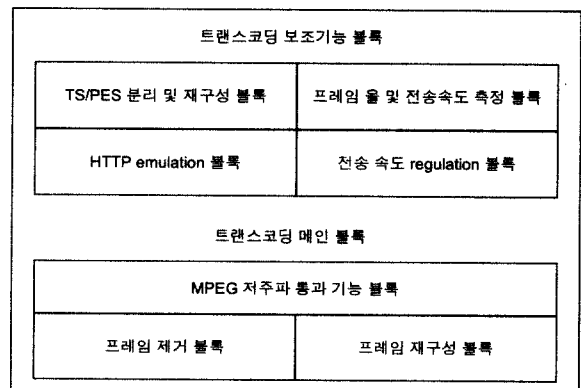 트랜스코딩 보조기능 블록
TS/PES 분리 및 재구성 블록
프레임 율 및 전송속도 측정 블록
HTTP emulation 블록
전송 속도 regulation 블록
트랜스코딩 메인 블록
MPEG 저주파 통과 기능 블록
프레임 제거 블록
프레임 재구성 블록